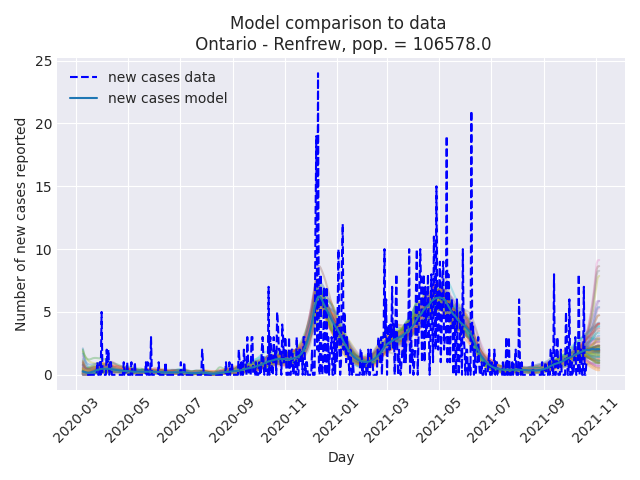 Model comparison to data
Ontario - Renfrew, pop. = 106578.0
new cases data
new cases model
Number of new cases reported
25
20
15
10
5
0
2020-03
2020-05
2020-07
2020-09
2020-11
2021-01
2021-03
2021-05
2021-07
2021-09
2021-11
Day